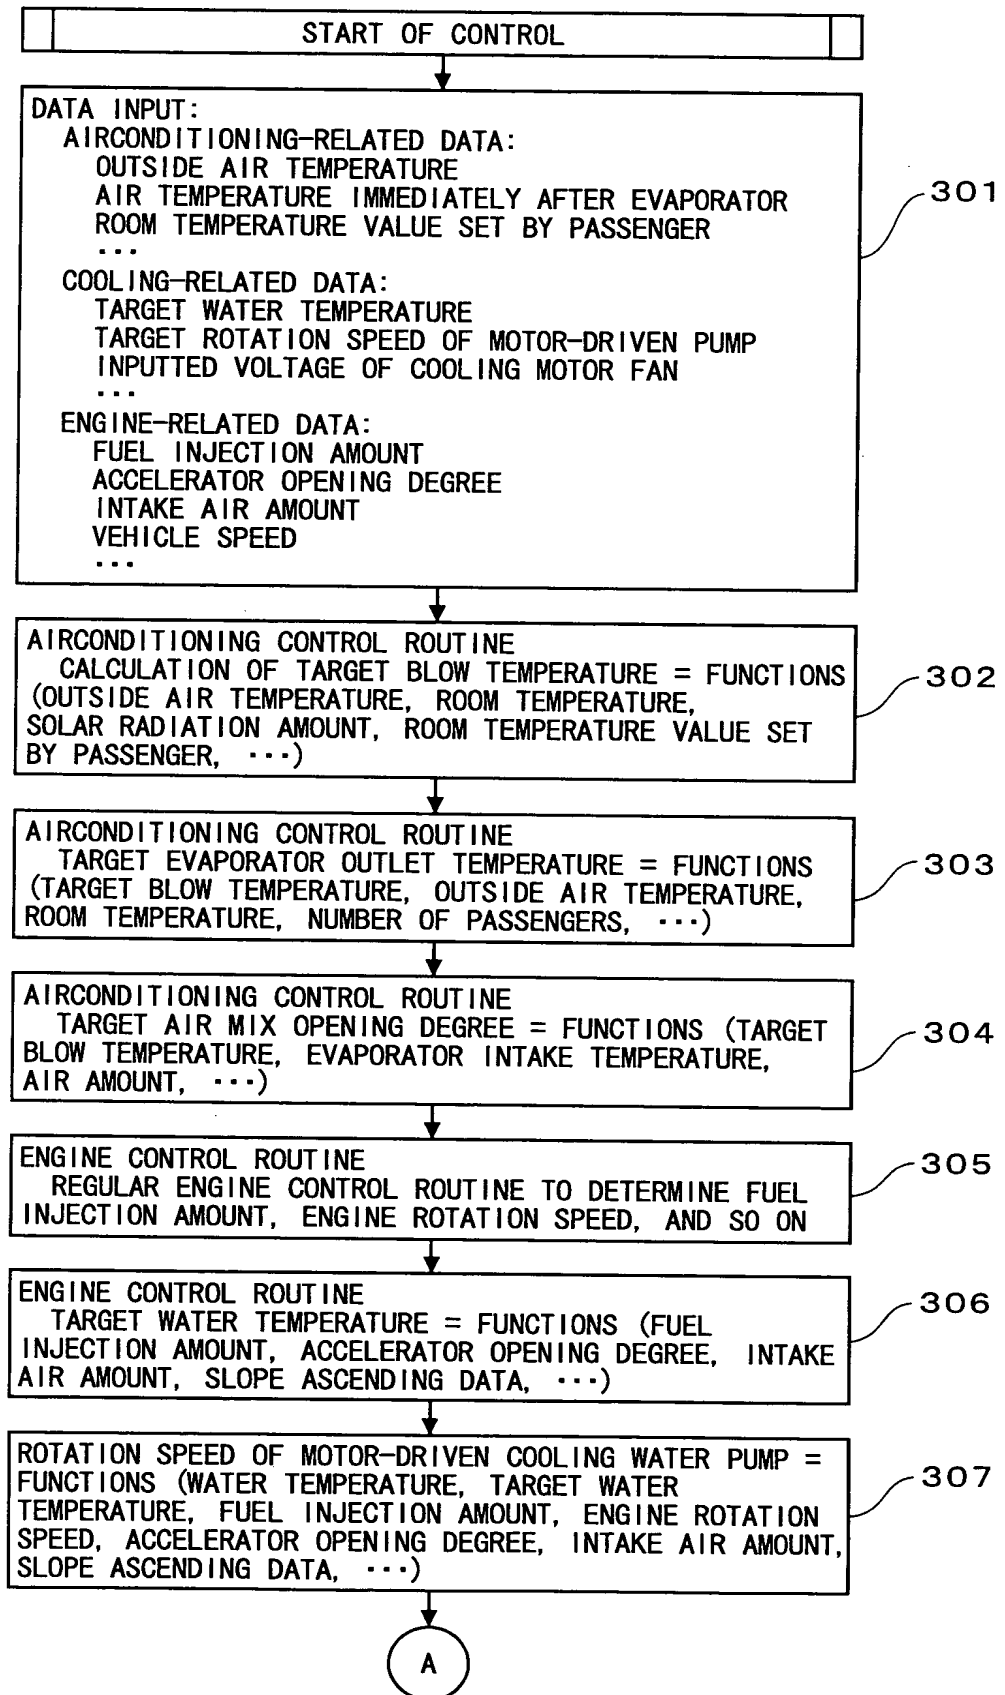 START OF CONTROL
DATA INPUT:
AIRCONDITIONING-RELATED DATA:
OUTSIDE AIR TEMPERATURE
AIR TEMPERATURE IMMEDIATELY AFTER EVAPORATOR
ROOM TEMPERATURE VALUE SET BY PASSENGER
...
COOLING-RELATED DATA:
TARGET WATER TEMPERATURE
TARGET ROTATION SPEED OF MOTOR-DRIVEN PUMP
INPUTTED VOLTAGE OF COOLING MOTOR FAN
...
ENGINE-RELATED DATA:
FUEL INJECTION AMOUNT
ACCELERATOR OPENING DEGREE
INTAKE AIR AMOUNT
VEHICLE SPEED
...
301
AIRCONDITIONING CONTROL ROUTINE
CALCULATION OF TARGET BLOW TEMPERATURE = FUNCTIONS
(OUTSIDE AIR TEMPERATURE, ROOM TEMPERATURE,
SOLAR RADIATION AMOUNT, ROOM TEMPERATURE VALUE SET
BY PASSENGER, ...)
302
AIRCONDITIONING CONTROL ROUTINE
TARGET EVAPORATOR OUTLET TEMPERATURE = FUNCTIONS
(TARGET BLOW TEMPERATURE, OUTSIDE AIR TEMPERATURE,
ROOM TEMPERATURE, NUMBER OF PASSENGERS, ...)
303
AIRCONDITIONING CONTROL ROUTINE
TARGET AIR MIX OPENING DEGREE = FUNCTIONS (TARGET
BLOW TEMPERATURE, EVAPORATOR INTAKE TEMPERATURE,
AIR AMOUNT, ...)
304
ENGINE CONTROL ROUTINE
REGULAR ENGINE CONTROL ROUTINE TO DETERMINE FUEL
INJECTION AMOUNT, ENGINE ROTATION SPEED, AND SO ON
305
ENGINE CONTROL ROUTINE
TARGET WATER TEMPERATURE = FUNCTIONS (FUEL
INJECTION AMOUNT, ACCELERATOR OPENING DEGREE, INTAKE
AIR AMOUNT, SLOPE ASCENDING DATA, ...)
306
ROTATION SPEED OF MOTOR-DRIVEN COOLING WATER PUMP =
FUNCTIONS (WATER TEMPERATURE, TARGET WATER
TEMPERATURE, FUEL INJECTION AMOUNT, ENGINE ROTATION
SPEED, ACCELERATOR OPENING DEGREE, INTAKE AIR AMOUNT,
SLOPE ASCENDING DATA, ...)
307
A